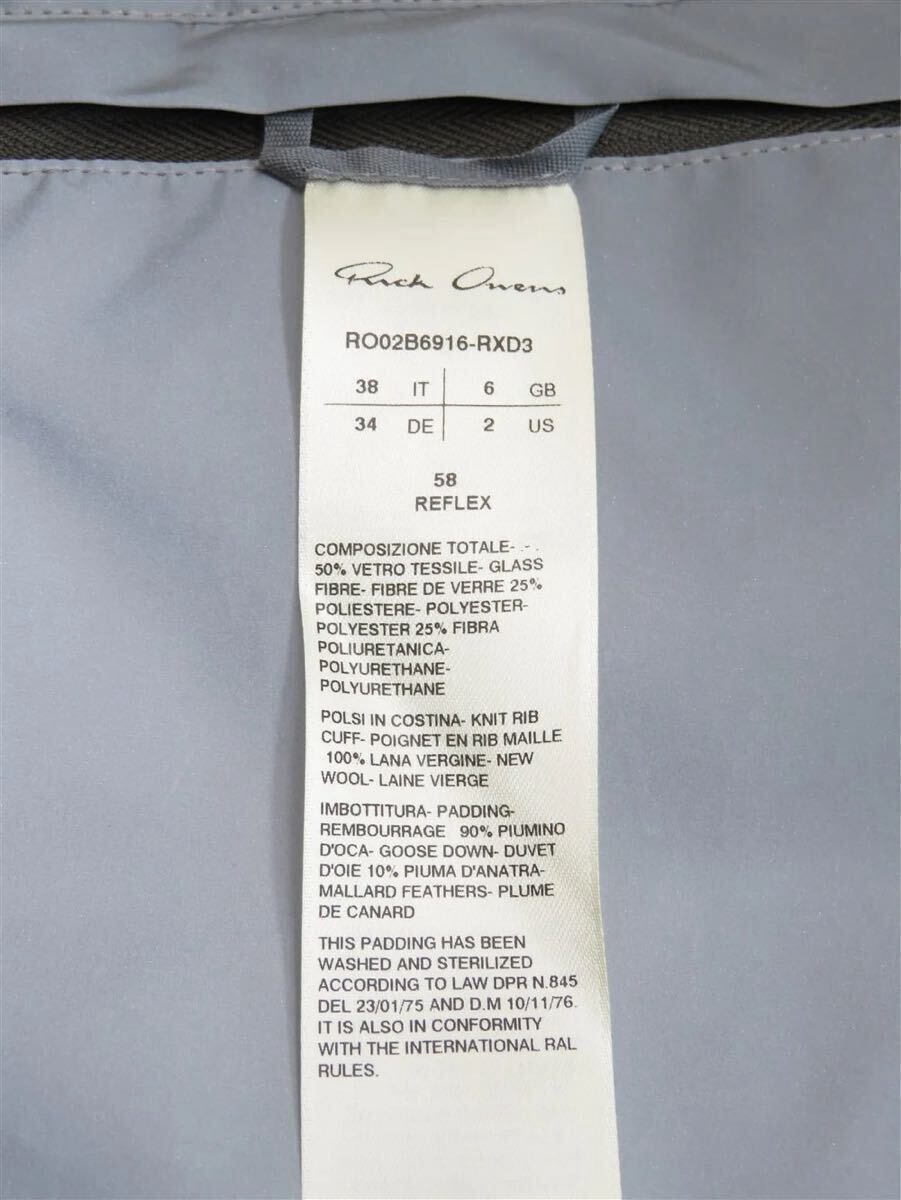 Rick Owens
RO02B6916-RXD3
38 IT 6 GB
34 DE 2 US
58
REFLEX
COMPOSIZIONE TOTALE- - -
50% VETRO TESSILE- GLASS
FIBRE- FIBRE DE VERRE 25%
POLIESTERE- POLYESTER-
POLYESTER 25% FIBRA
POLIURETANICA-
POLYURETHANE-
POLYURETHANE
POLSI IN COSTINA- KNIT RIB
CUFF- POIGNET EN RIB MAILLE
100% LANA VERGINE- NEW
WOOL- LAINE VIERGE
IMBOTTITURA- PADDING-
REMBOURRAGE 90% PIUMINO
D'OCA- GOOSE DOWN- DUVET
D'OIE 10% PIUMA D'ANATRA-
MALLARD FEATHERS- PLUME
DE CANARD
THIS PADDING HAS BEEN
WASHED AND STERILIZED
ACCORDING TO LAW DPR N.845
DEL 23/01/75 AND D.M 10/11/76.
IT IS ALSO IN CONFORMITY
WITH THE INTERNATIONAL RAL
RULES.